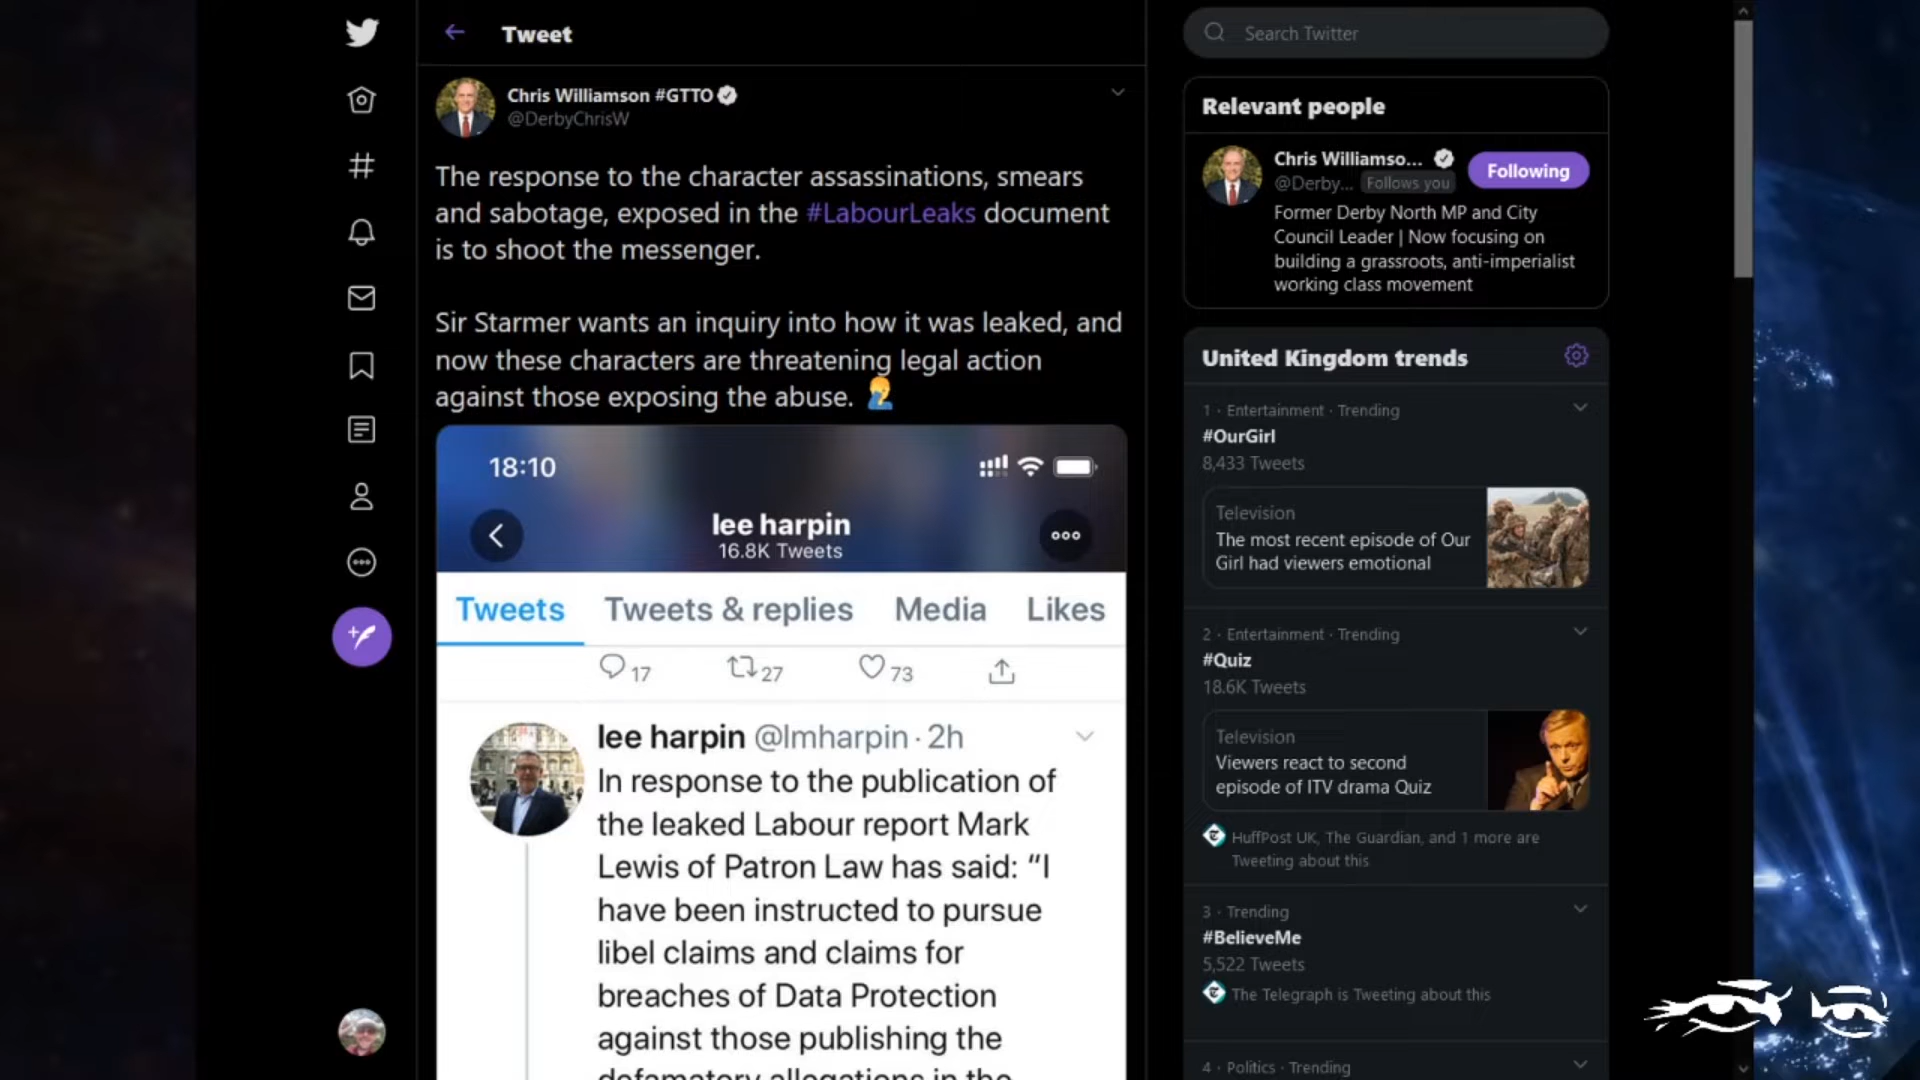 Tweet
Chris Williamson #GTTO
@DerbyChrisW
The response to the character assassinations, smears
and sabotage, exposed in the #LabourLeaks document
is to shoot the messenger.
Sir Starmer wants an inquiry into how it was leaked, and
now these characters are threatening legal action
against those exposing the abuse.
18:10
lee harpin
16.8K Tweets
Tweets Tweets & replies Media Likes
17 27 73
lee harpin @lmharpin · 2h
In response to the publication of
the leaked Labour report Mark
Lewis of Patron Law has said: “I
have been instructed to pursue
libel claims and claims for
breaches of Data Protection
against those publishing the
defamatory allegations in the
Search Twitter
Relevant people
Chris Williamso...
@Derby... Follows you
Following
Former Derby North MP and City
Council Leader | Now focusing on
building a grassroots, anti-imperialist
working class movement
United Kingdom trends
1 · Entertainment · Trending
#OurGirl
8,433 Tweets
Television
The most recent episode of Our
Girl had viewers emotional
2 · Entertainment · Trending
#Quiz
18.6K Tweets
Television
Viewers react to second
episode of ITV drama Quiz
HuffPost UK, The Guardian, and 1 more are
Tweeting about this
3 · Trending
#BelieveMe
5,522 Tweets
The Telegraph is Tweeting about this
4 · Politics · Trending